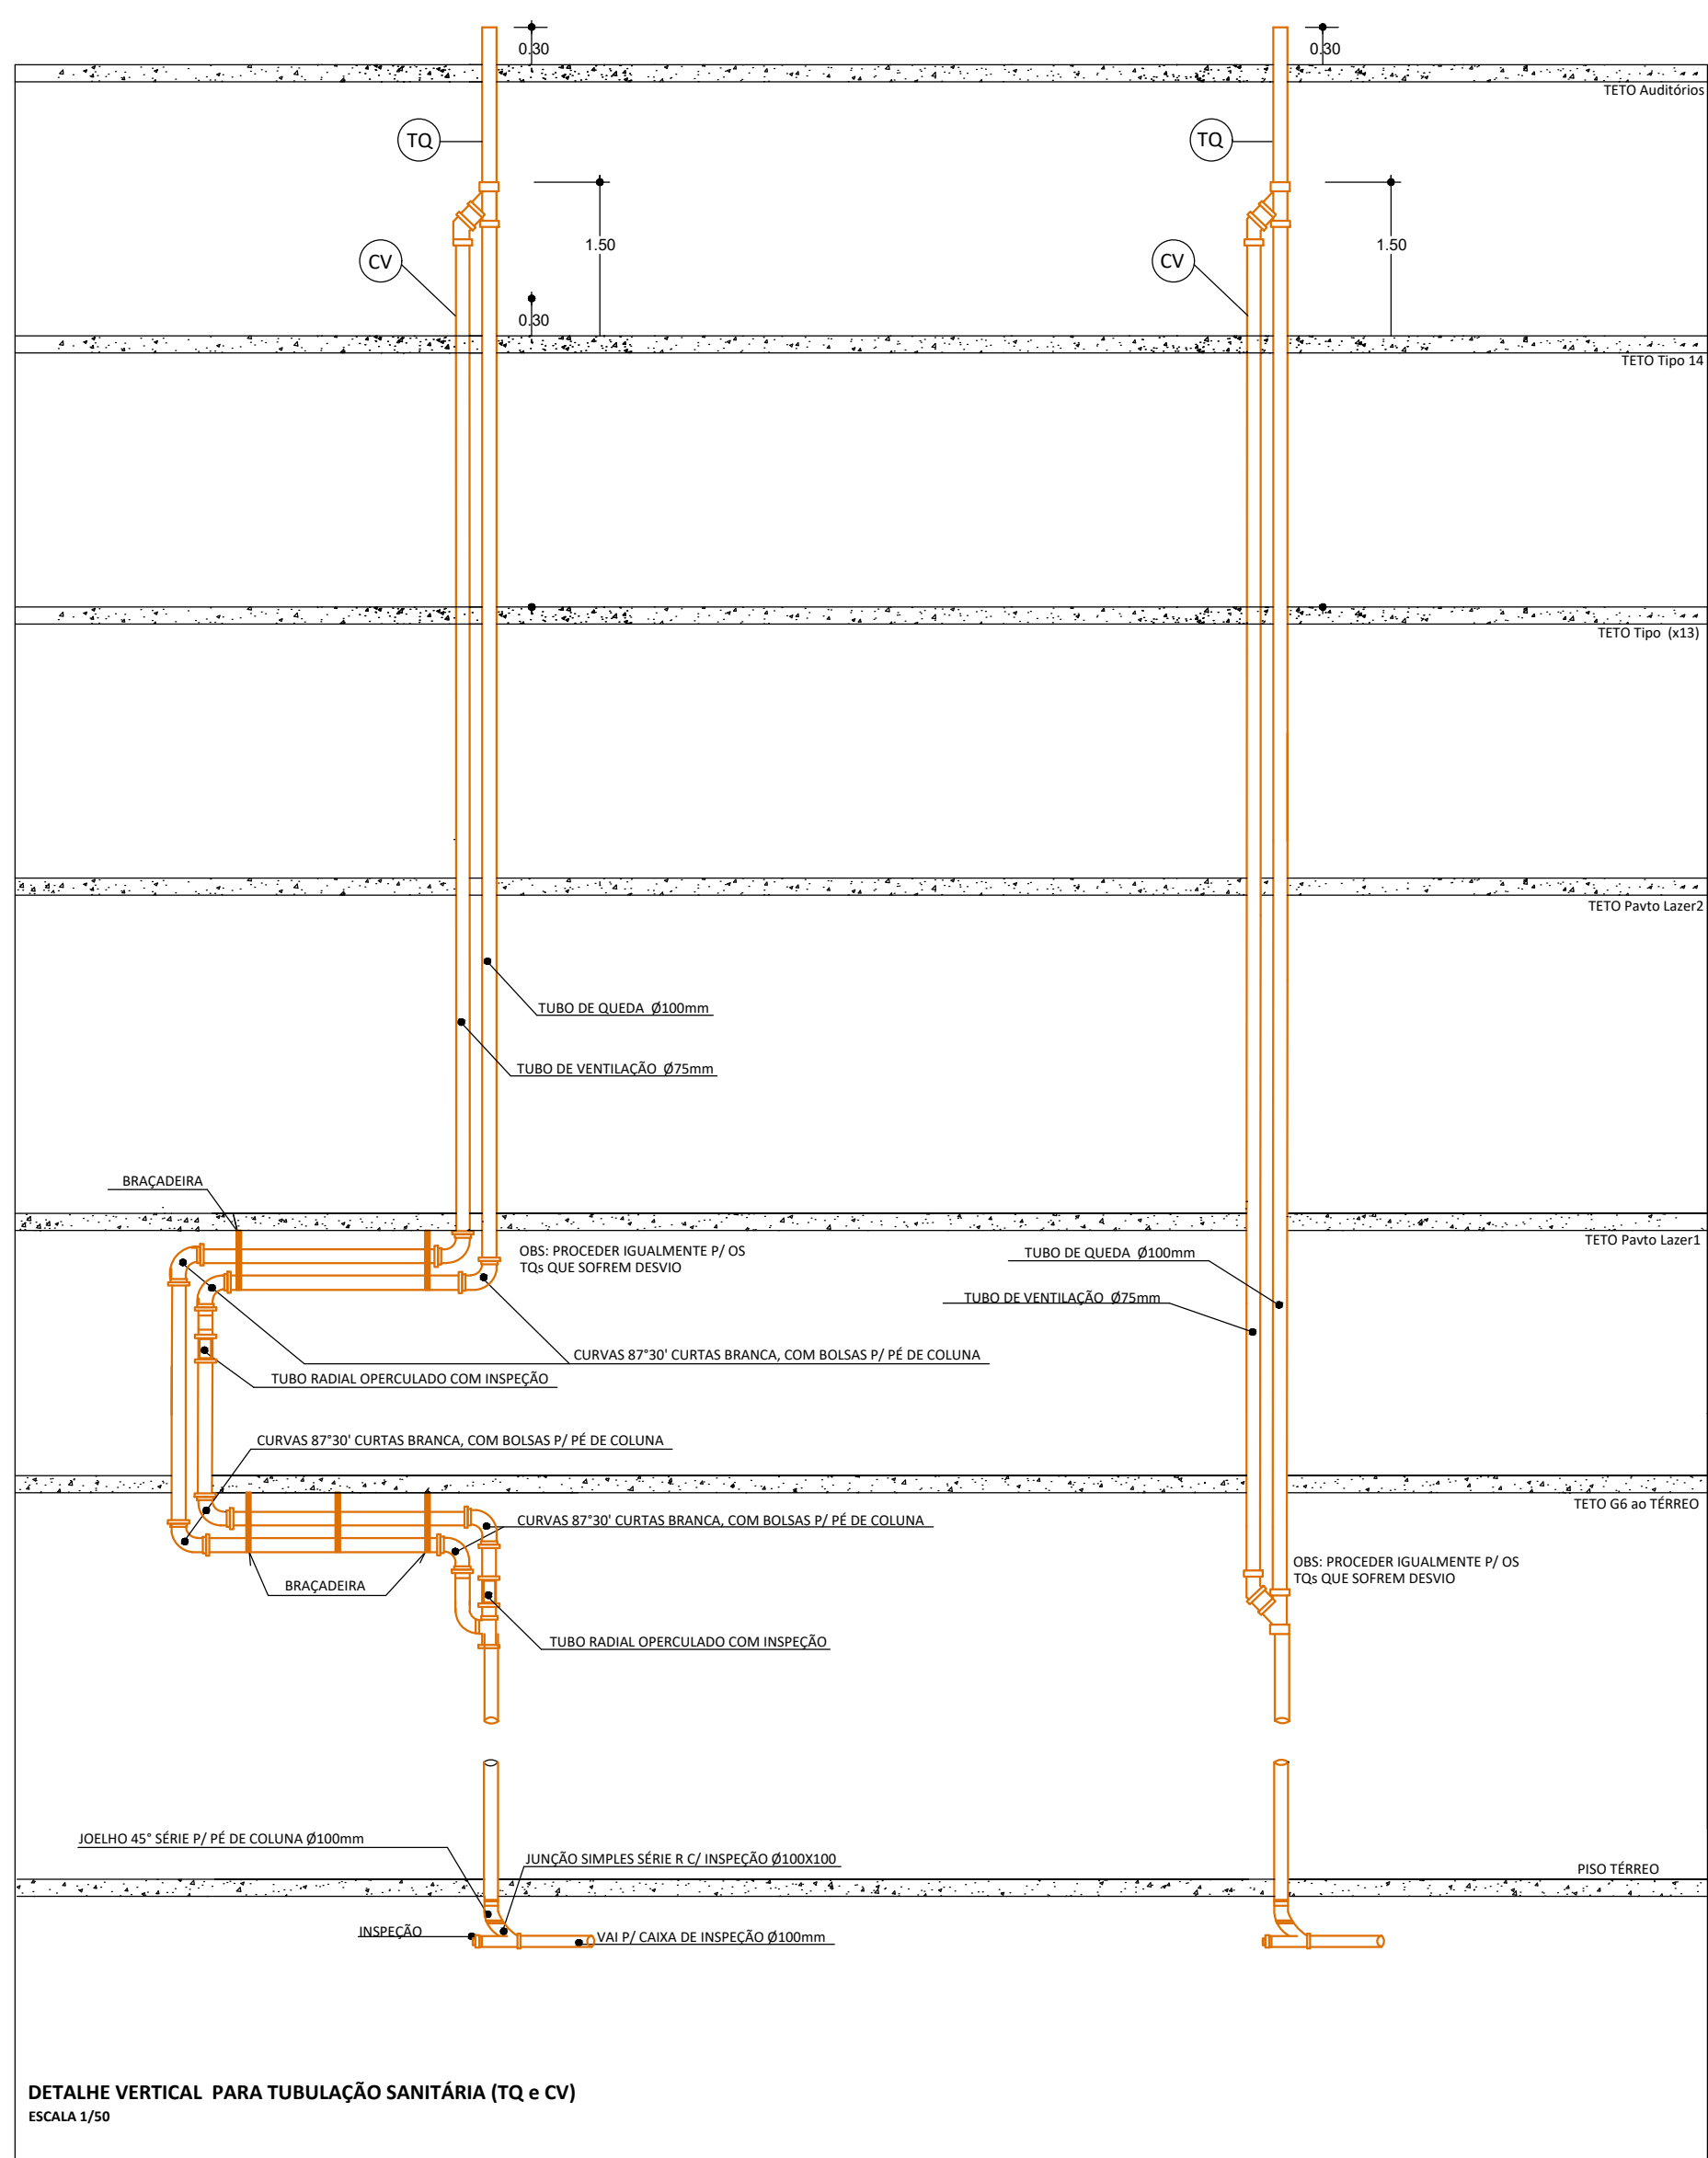 0.30
0.30
TETO Auditórios
TQ
TQ
1.50
1.50
CV
CV
0.30
TETO Tipo 14
TETO Tipo (x13)
TETO Pavto Lazer2
TUBO DE QUEDA Ø100mm
TUBO DE VENTILAÇÃO Ø75mm
BRAÇADEIRA
TETO Pavto Lazer1
OBS: PROCEDER IGUALMENTE P/ OS
TQs QUE SOFREM DESVIO
TUBO DE QUEDA Ø100mm
TUBO DE VENTILAÇÃO Ø75mm
CURVAS 87°30' CURTAS BRANCA, COM BOLSAS P/ PÉ DE COLUNA
TUBO RADIAL OPERCULADO COM INSPEÇÃO
CURVAS 87°30' CURTAS BRANCA, COM BOLSAS P/ PÉ DE COLUNA
TETO G6 ao TÉRREO
CURVAS 87°30' CURTAS BRANCA, COM BOLSAS P/ PÉ DE COLUNA
OBS: PROCEDER IGUALMENTE P/ OS
TQs QUE SOFREM DESVIO
BRAÇADEIRA
TUBO RADIAL OPERCULADO COM INSPEÇÃO
JOELHO 45° SÉRIE P/ PÉ DE COLUNA Ø100mm
JUNÇÃO SIMPLES SÉRIE R C/ INSPEÇÃO Ø100X100
PISO TÉRREO
INSPEÇÃO
VAI P/ CAIXA DE INSPEÇÃO Ø100mm
DETALHE VERTICAL PARA TUBULAÇÃO SANITÁRIA (TQ e CV)
ESCALA 1/50